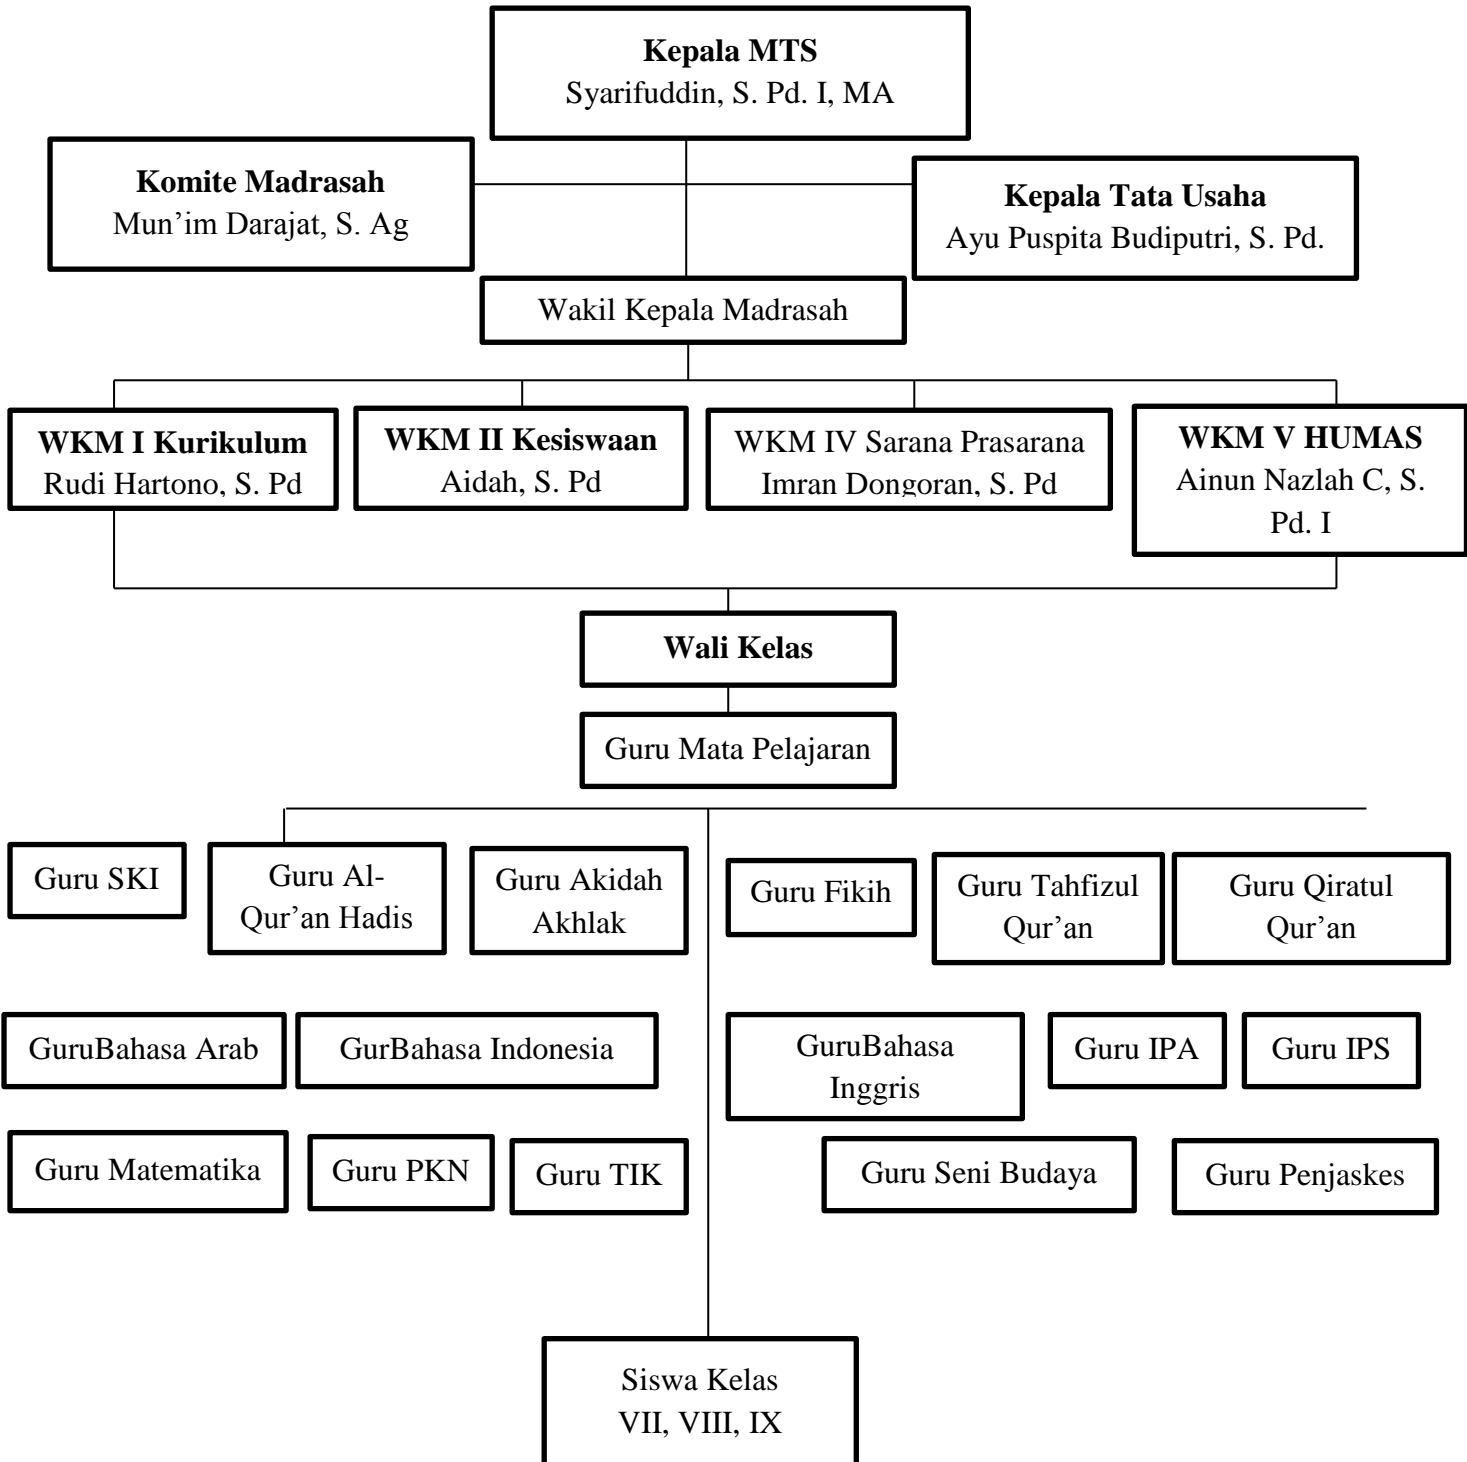 Kepala MTS
Syarifuddin, S. Pd. I, MA
Komite Madrasah
Mun’im Darajat, S. Ag
Kepala Tata Usaha
Ayu Puspita Budiputri, S. Pd.
Wakil Kepala Madrasah
WKM I Kurikulum
Rudi Hartono, S. Pd
WKM II Kesiswaan
Aidah, S. Pd
WKM IV Sarana Prasarana
Imran Dongoran, S. Pd
WKM V HUMAS
Ainun Nazlah C, S.
Pd. I
Wali Kelas
Guru Mata Pelajaran
Guru SKI
Guru Al-
Qur’an Hadis
Guru Akidah
Akhlak
Guru Fikih
Guru Tahfizul
Qur’an
Guru Qiratul
Qur’an
GuruBahasa Arab
GurBahasa Indonesia
GuruBahasa
Inggris
Guru IPA
Guru IPS
Guru Matematika
Guru PKN
Guru TIK
Guru Seni Budaya
Guru Penjaskes
Siswa Kelas
VII, VIII, IX